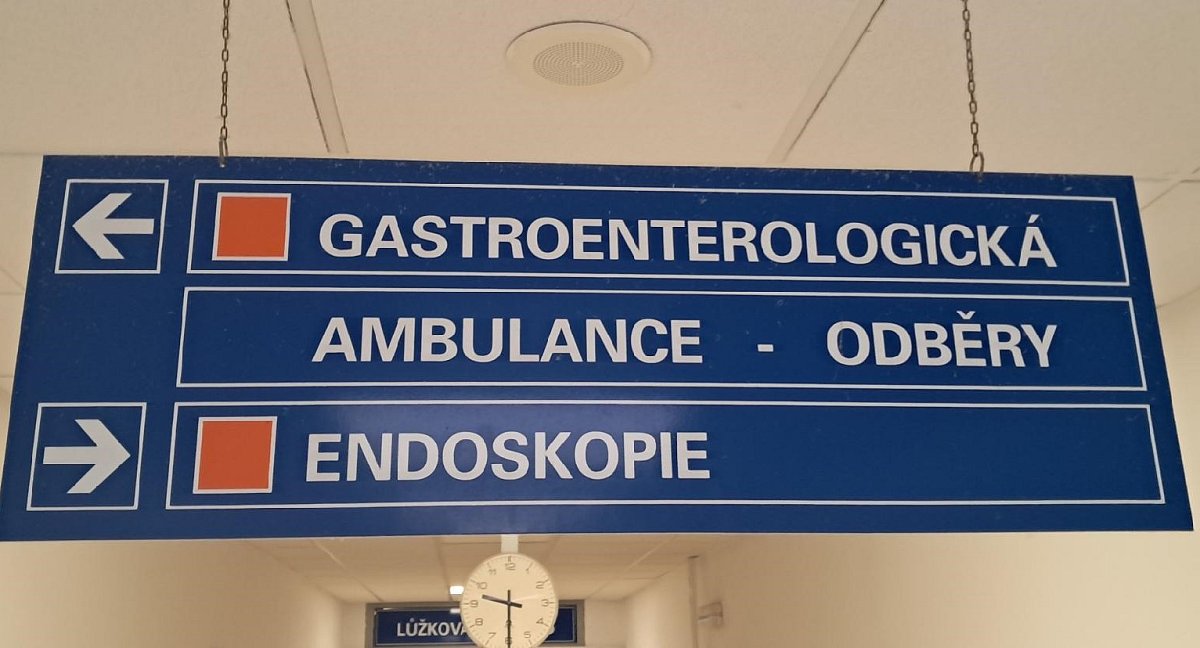 GASTROENTEROLOGICKÁ
AMBULANCE - ODBĚRY
ENDOSKOPIE